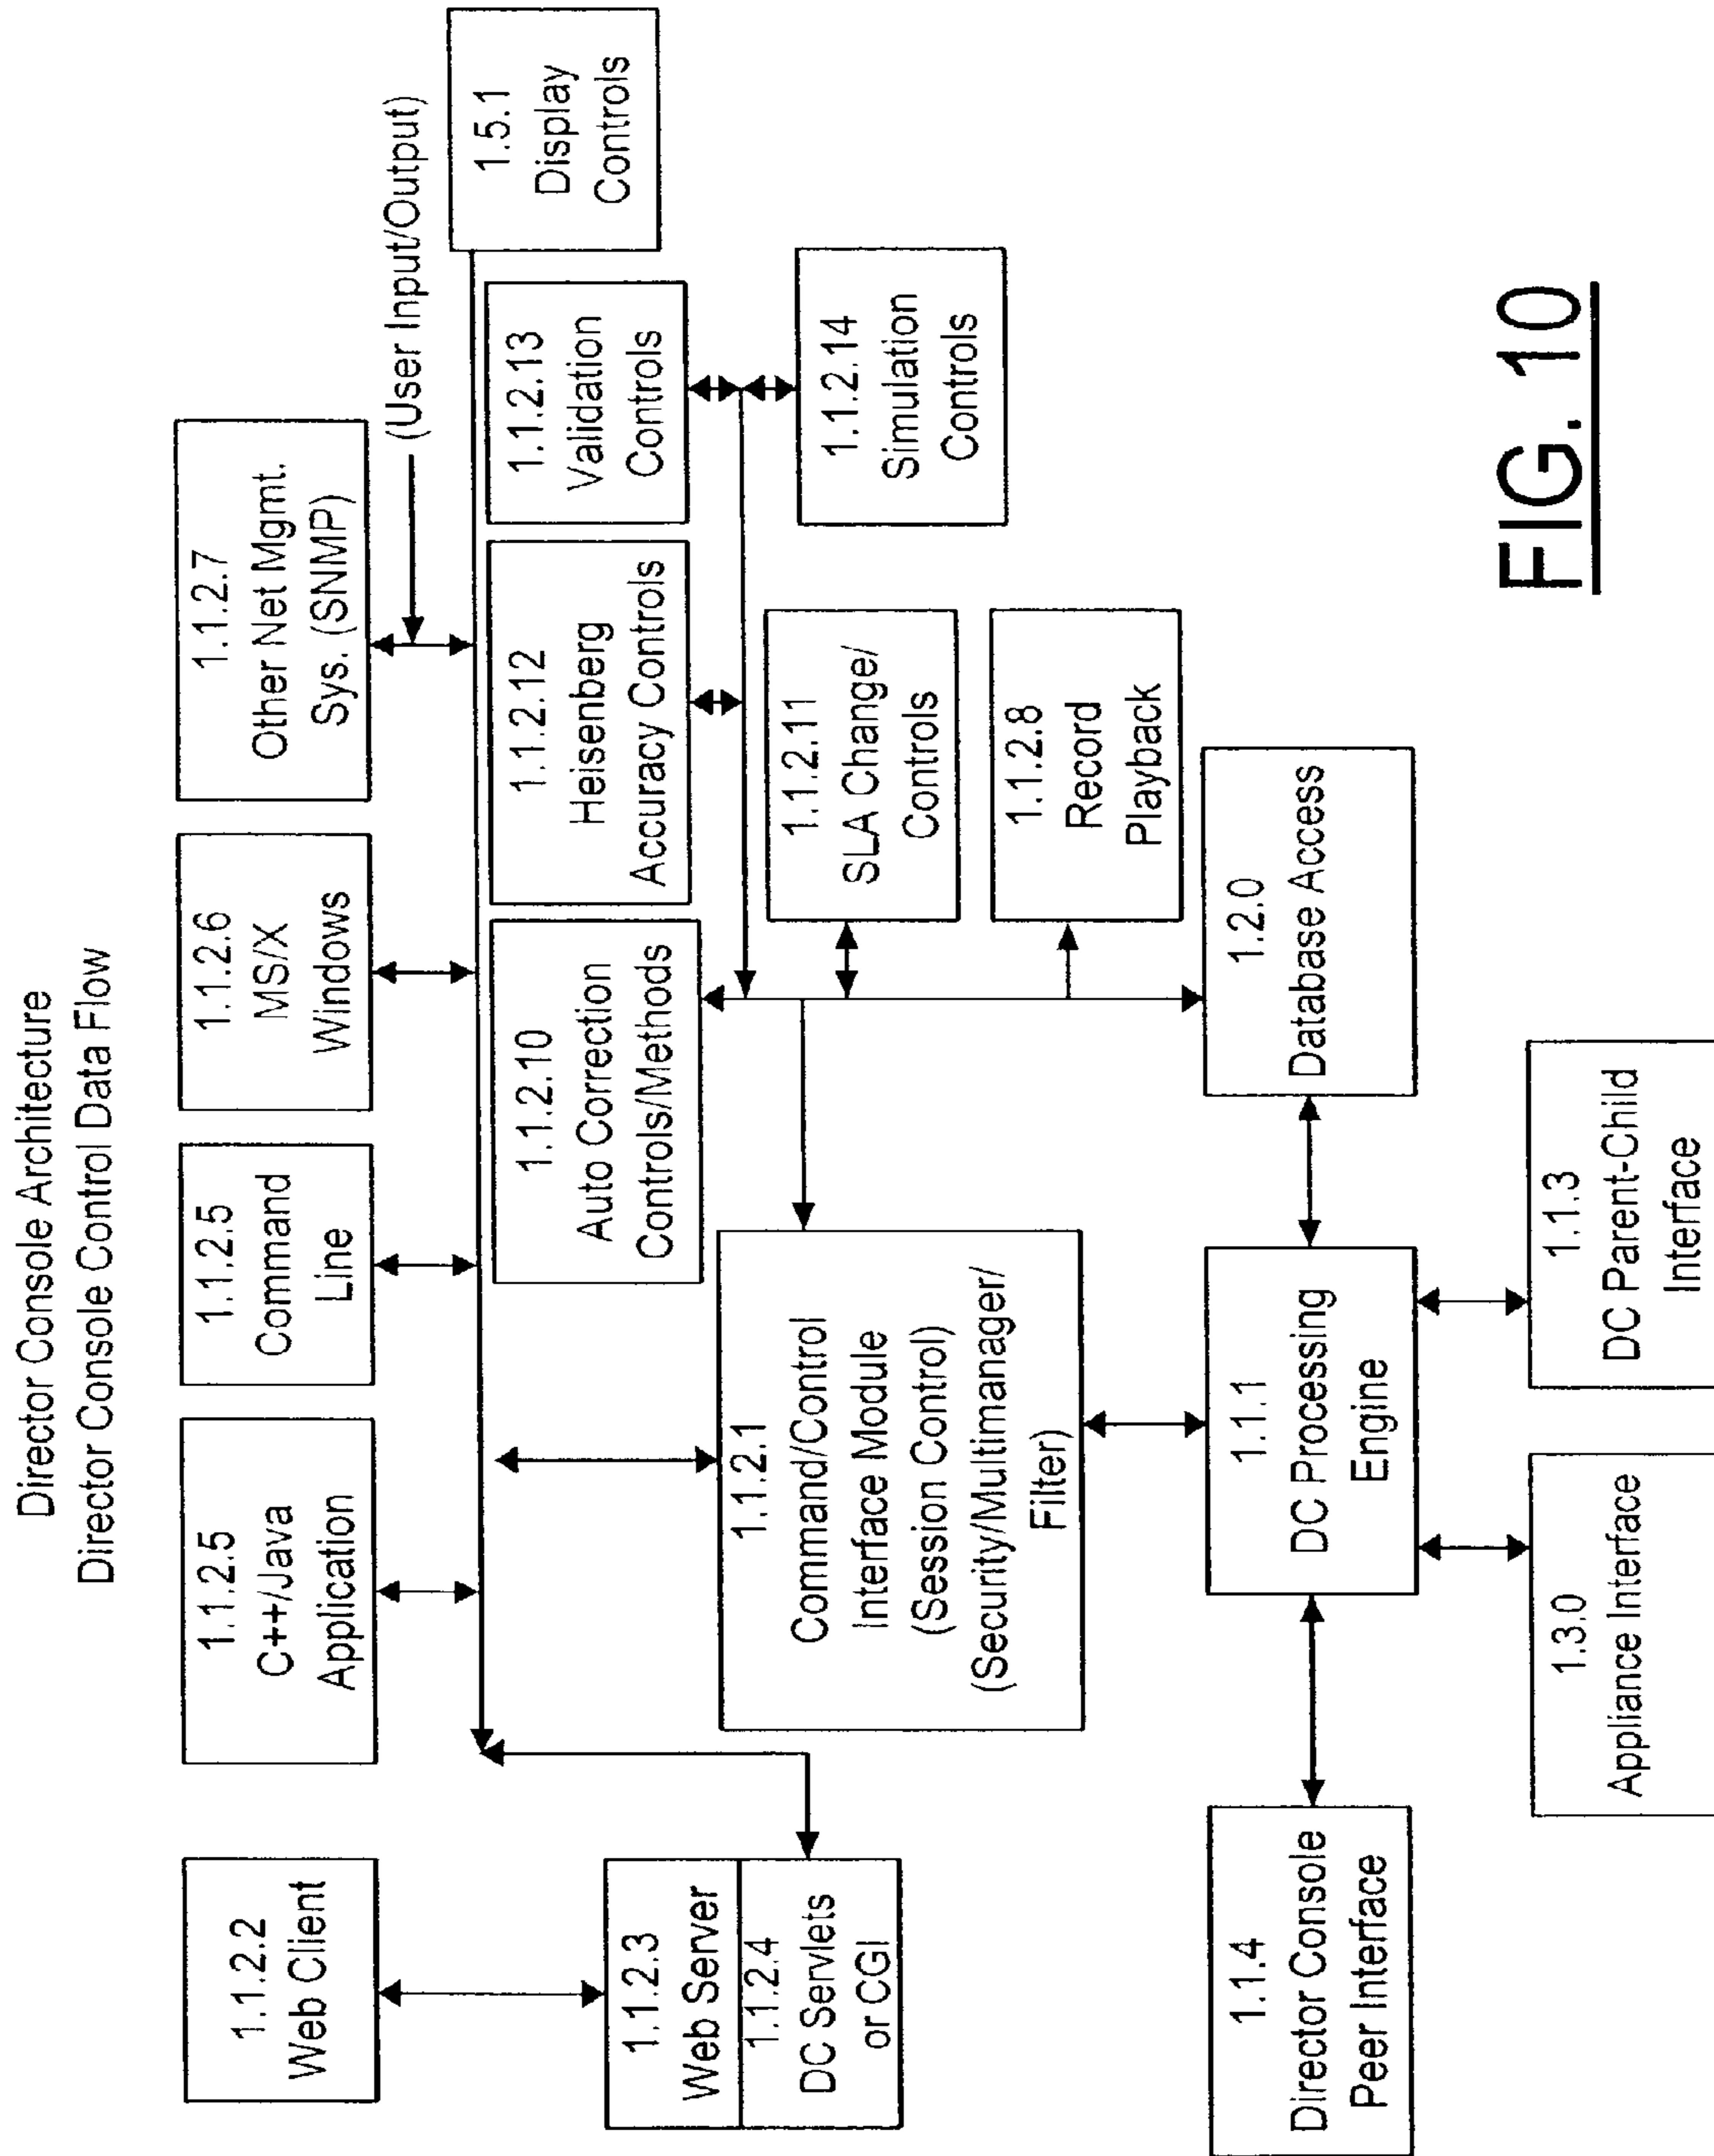 Director Console Architecture
Director Console Control Data Flow
1.1.2.2
Web Client
1.1.2.5
C++/Java
Application
1.1.2.5
Command
Line
1.1.2.6
MS/X
Windows
1.1.2.7
Other Net Mgmt.
Sys. (SNMP)
(User Input/Output)
1.5.1
Display
Controls
1.1.2.3
Web Server
1.1.2.4
DC Servlets
or CGI
1.1.2.10
Auto Correction
Controls/Methods
1.1.2.12
Heisenberg
Accuracy Controls
1.1.2.13
Validation
Controls
1.1.2.1
Command/Control
Interface Module
(Session Control)
(Security/Multimanager/
Filter)
1.1.2.11
SLA Change/
Controls
1.1.2.14
Simulation
Controls
1.1.2.8
Record
Playback
1.1.4
Director Console
Peer Interface
1.1.1
DC Processing
Engine
1.2.0
Database Access
1.3.0
Appliance Interface
1.1.3
DC Parent-Child
Interface
FIG. 10